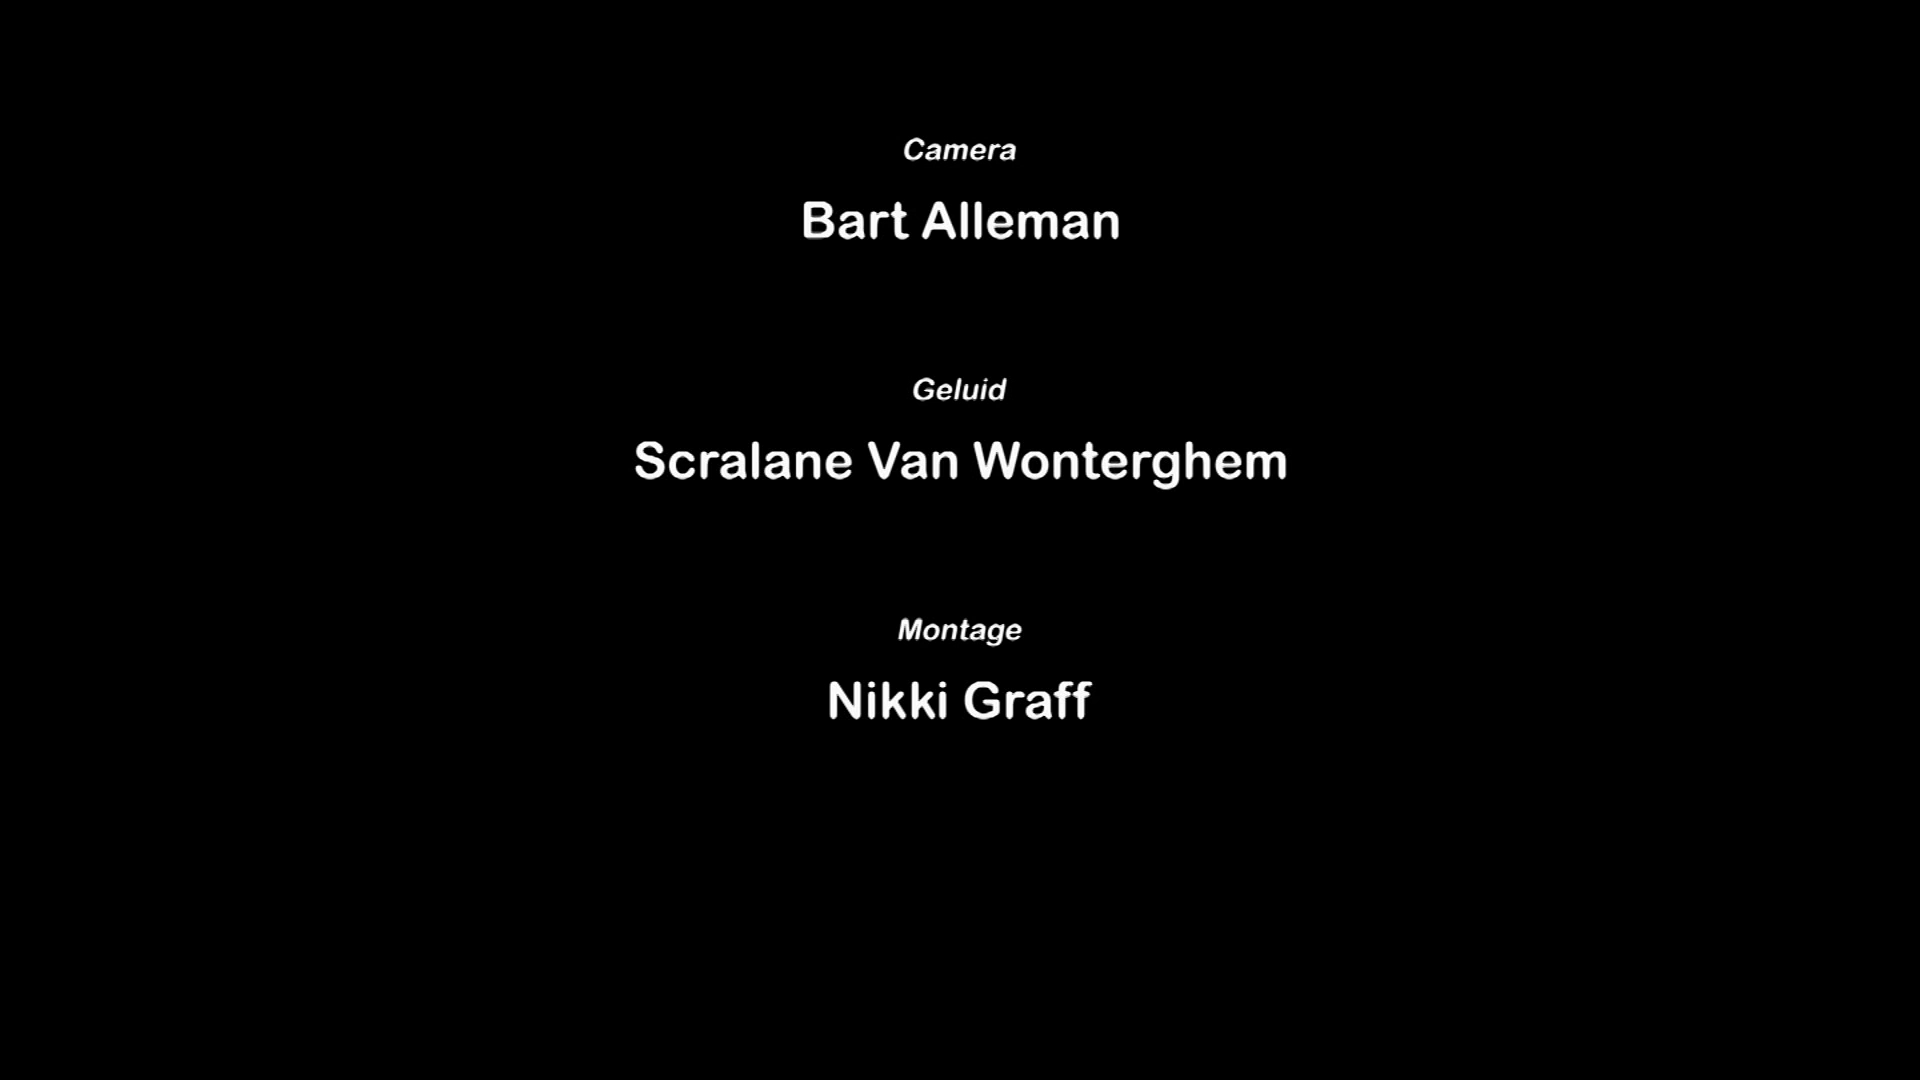 Camera
Bart Alleman
Geluid
Scralane Van Wonterghem
Montage
Nikki Graff